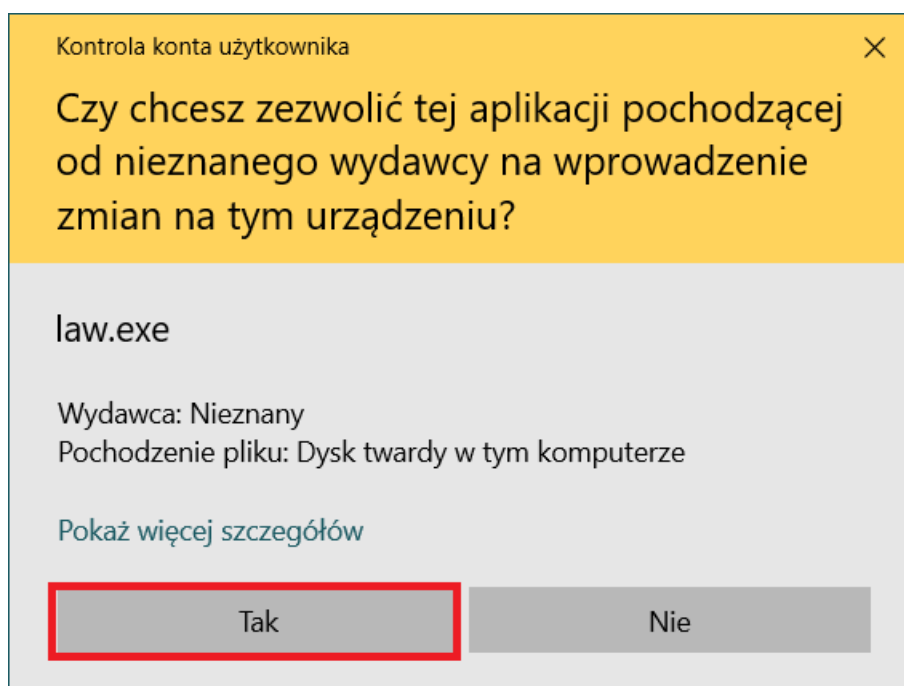 Kontrola konta użytkownika
Czy chcesz zezwolić tej aplikacji pochodzącej
od nieznanego wydawcy na wprowadzenie
zmian na tym urządzeniu?
law.exe
Wydawca: Nieznany
Pochodzenie pliku: Dysk twardy w tym komputerze
Pokaż więcej szczegółów
Tak
Nie